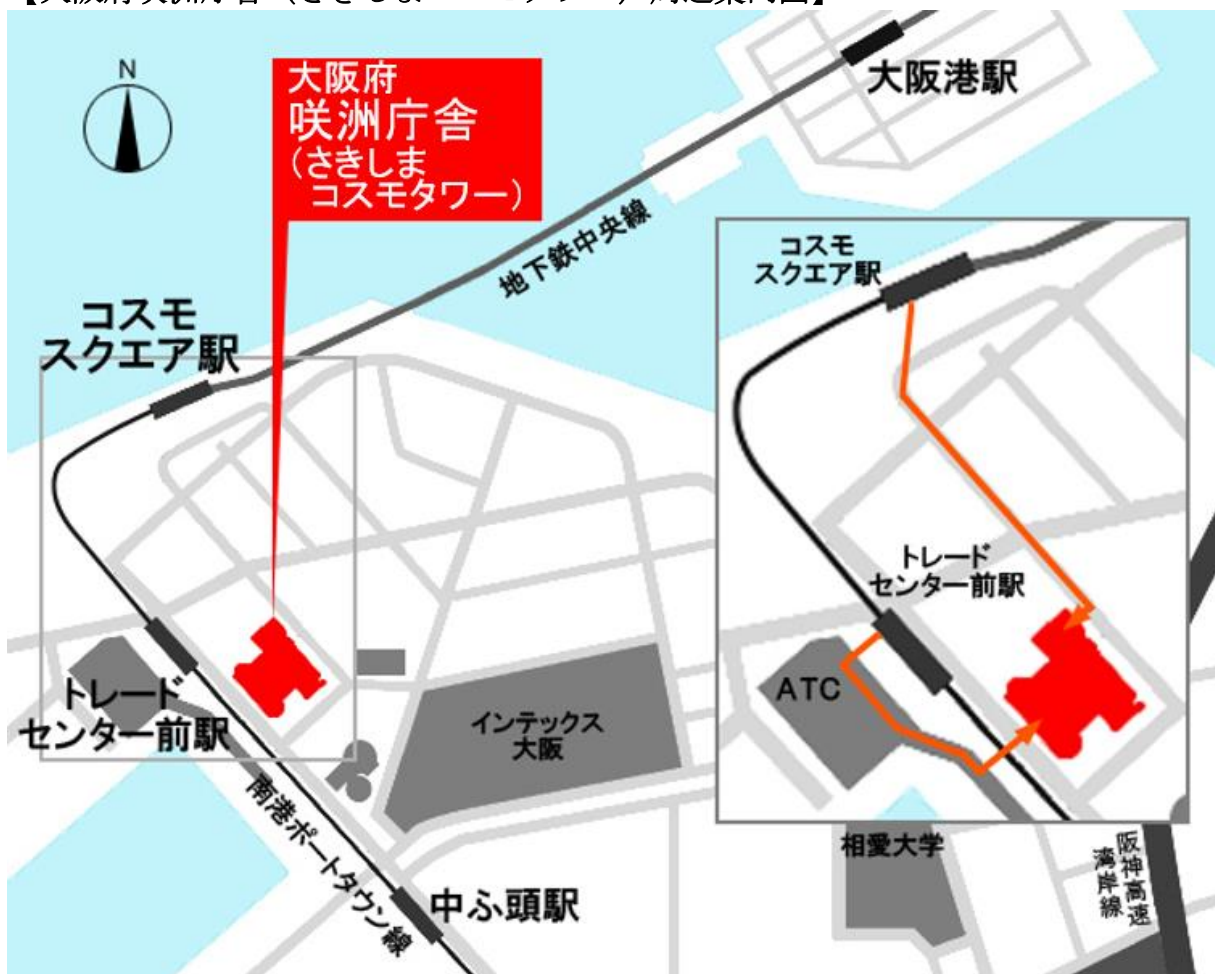 N
大阪府
咲洲庁舎
(さきしま
コスモタワー)
大阪港駅
地下鉄中央線
コスモ
スクエア駅
コスモ
スクエア駅
トレード
センター前駅
ATC
トレード
センター前駅
インテックス
大阪
南港ポートタウン線
中ふ頭駅
相愛大学
阪神高速
湾岸線